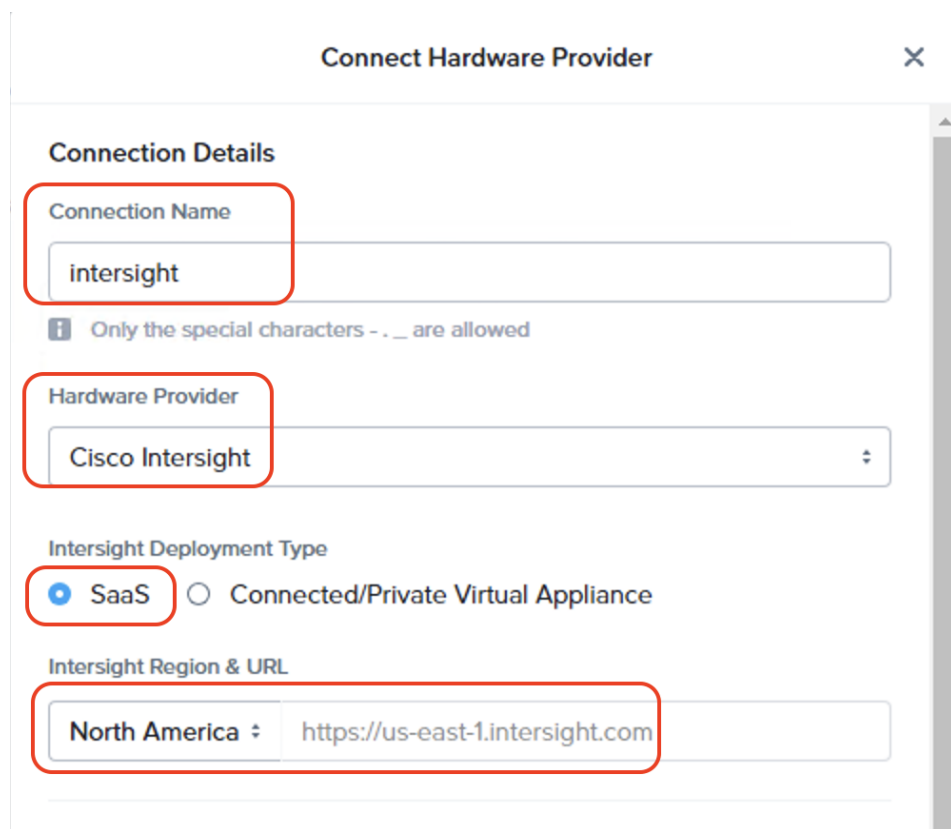 Connect Hardware Provider
Connection Details
Connection Name
intersight
Only the special characters - . _ are allowed
Hardware Provider
Cisco Intersight
Intersight Deployment Type
SaaS Connected/Private Virtual Appliance
Intersight Region & URL
North America https://us-east-1.intersight.com